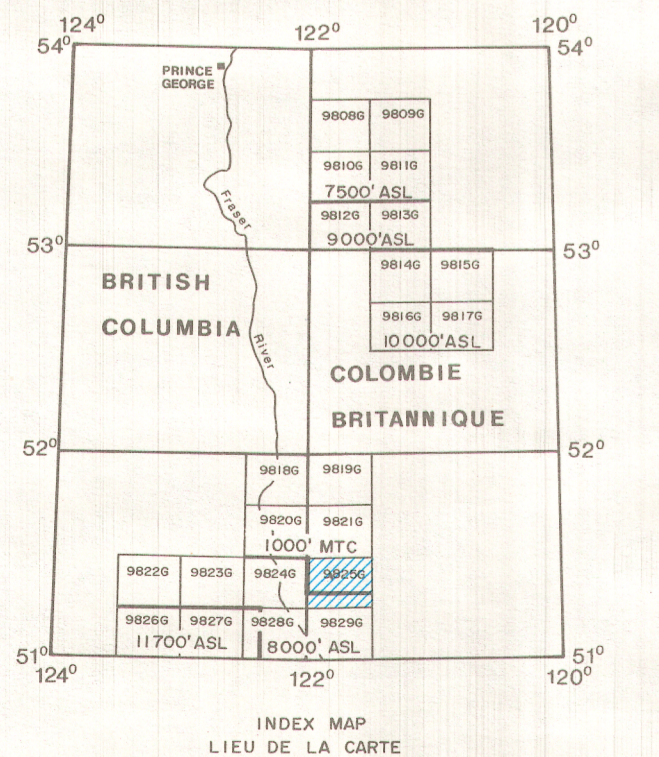 124° 122° 120°
54° 54°
PRINCE
GEORGE
9808G 9809G
9810G 9811G
7500' ASL
Fraser
9812G 9813G
9000' ASL
53° 53°
9814G 9815G
BRITISH
9816G 9817G
COLUMBIA
10000' ASL
River
COLOMBIE
BRITANNIQUE
52° 52°
9818G 9819G
9820G 9821G
1000' MTC
9822G 9823G 9824G 9825G
9826G 9827G 9828G 9829G
11700' ASL 8000' ASL
51° 51°
124° 122° 120°
INDEX MAP
LIEU DE LA CARTE